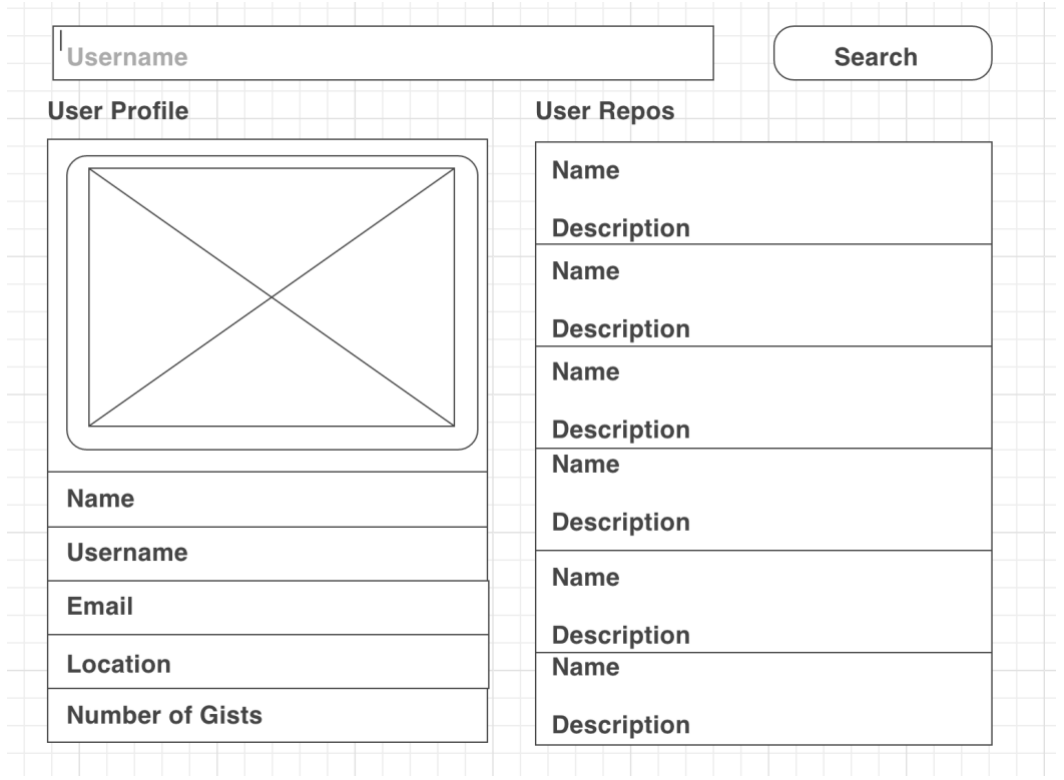 Username
Search
User Profile
Name
Username
Email
Location
Number of Gists
User Repos
Name
Description
Name
Description
Name
Description
Name
Description
Name
Description
Name
Description